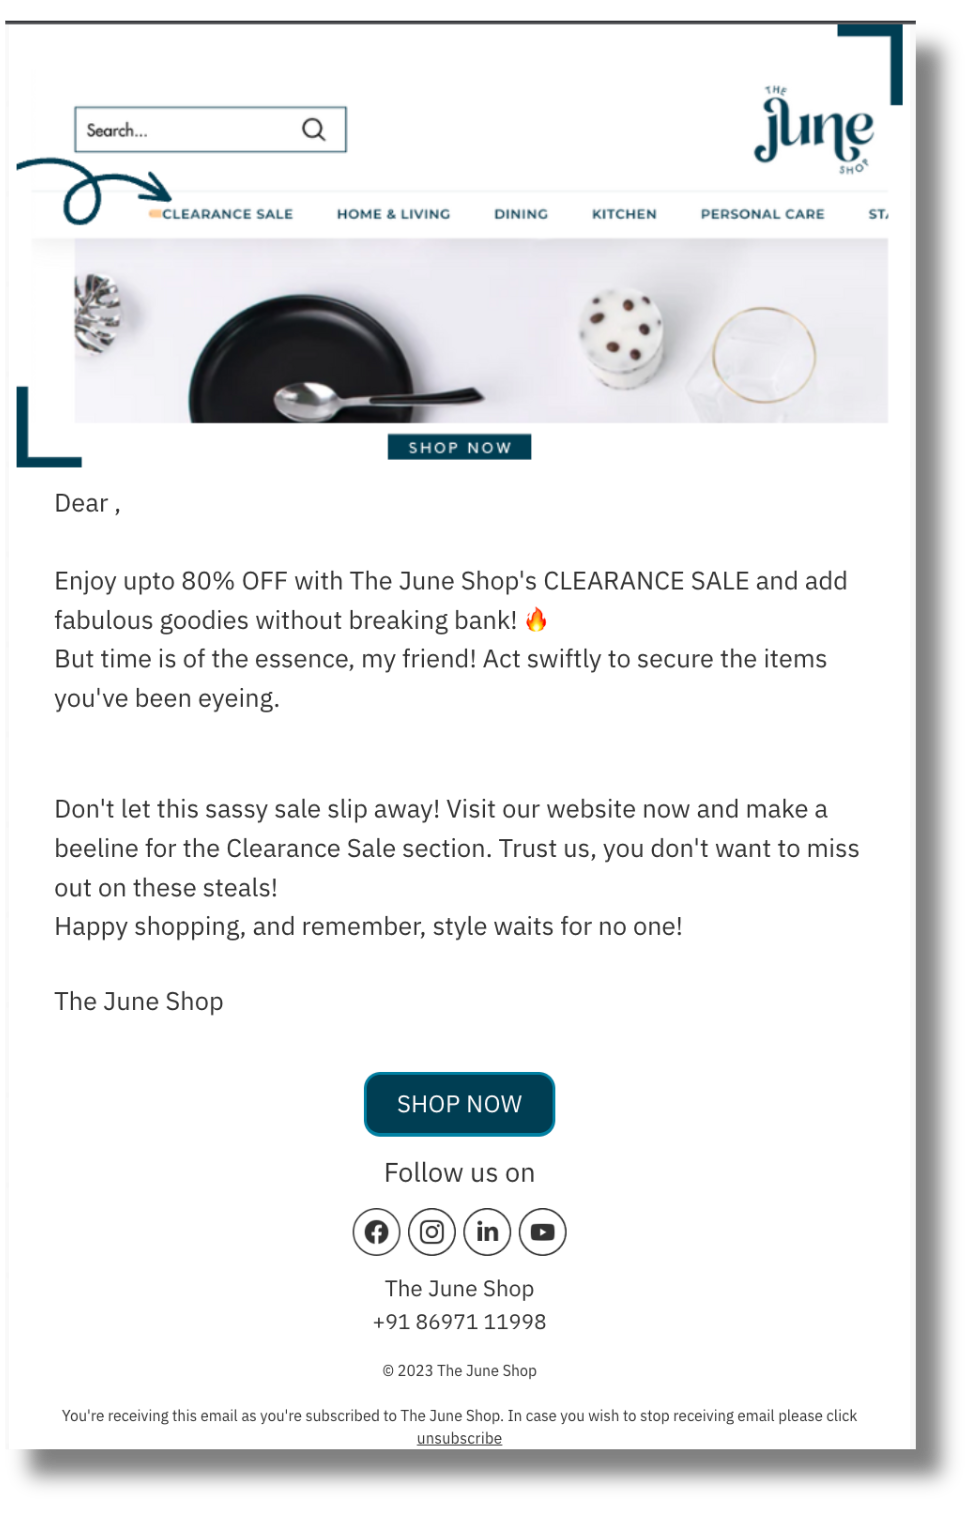 THE
june
SHOP
Search...
CLEARANCE SALE HOME & LIVING DINING KITCHEN PERSONAL CARE
SHOP NOW
Dear ,
Enjoy upto 80% OFF with The June Shop's CLEARANCE SALE and add
fabulous goodies without breaking bank! 🔥
But time is of the essence, my friend! Act swiftly to secure the items
you've been eyeing.
Don't let this sassy sale slip away! Visit our website now and make a
beeline for the Clearance Sale section. Trust us, you don't want to miss
out on these steals!
Happy shopping, and remember, style waits for no one!
The June Shop
SHOP NOW
Follow us on
The June Shop
+91 86971 11998
© 2023 The June Shop
You're receiving this email as you're subscribed to The June Shop. In case you wish to stop receiving email please click
unsubscribe